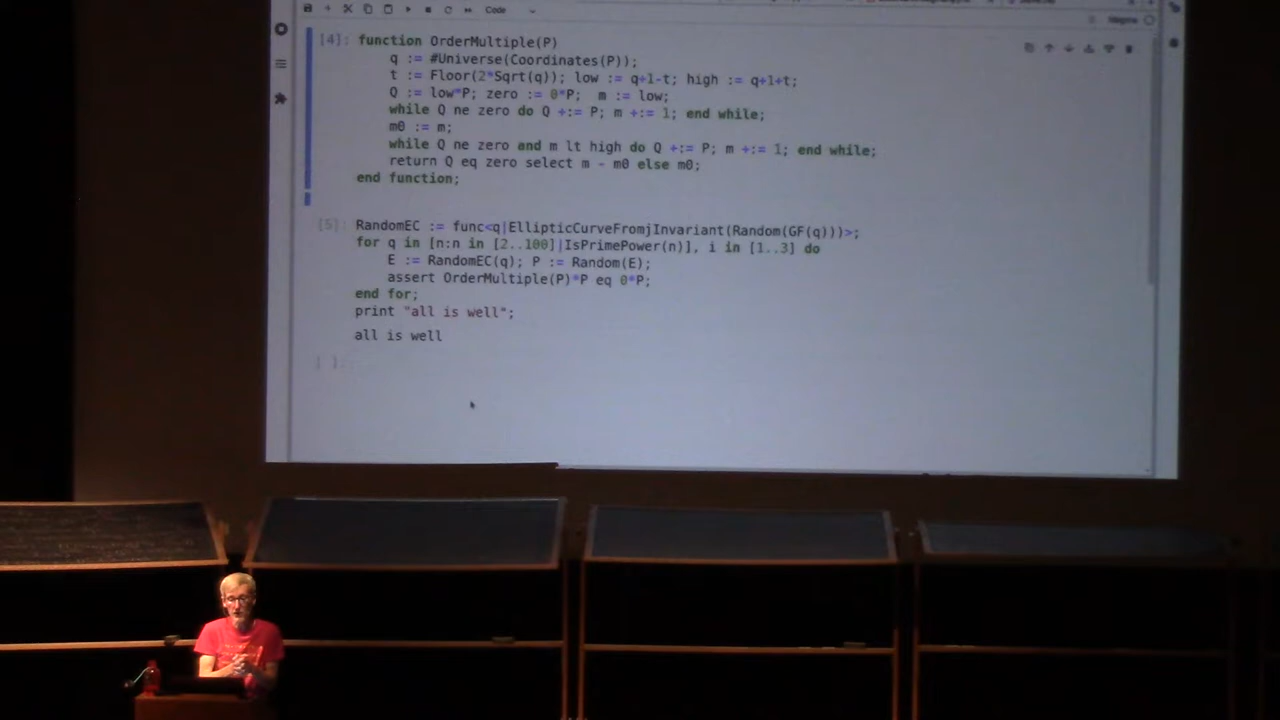 Code
Magma
[4]: function OrderMultiple(P)
q := #Universe(Coordinates(P));
t := Floor(2*Sqrt(q)); low := q+1-t; high := q+1+t;
Q := low*P; zero := 0*P; m := low;
while Q ne zero do Q +:= P; m +:= 1; end while;
m0 := m;
while Q ne zero and m lt high do Q +:= P; m +:= 1; end while;
return Q eq zero select m - m0 else m0;
end function;
[5]: RandomEC := func<q|EllipticCurveFromjInvariant(Random(GF(q)))>;
for q in [n:n in [2..100]|IsPrimePower(n)], i in [1..3] do
E := RandomEC(q); P := Random(E);
assert OrderMultiple(P)*P eq 0*P;
end for;
print "all is well";
all is well
[ ]: